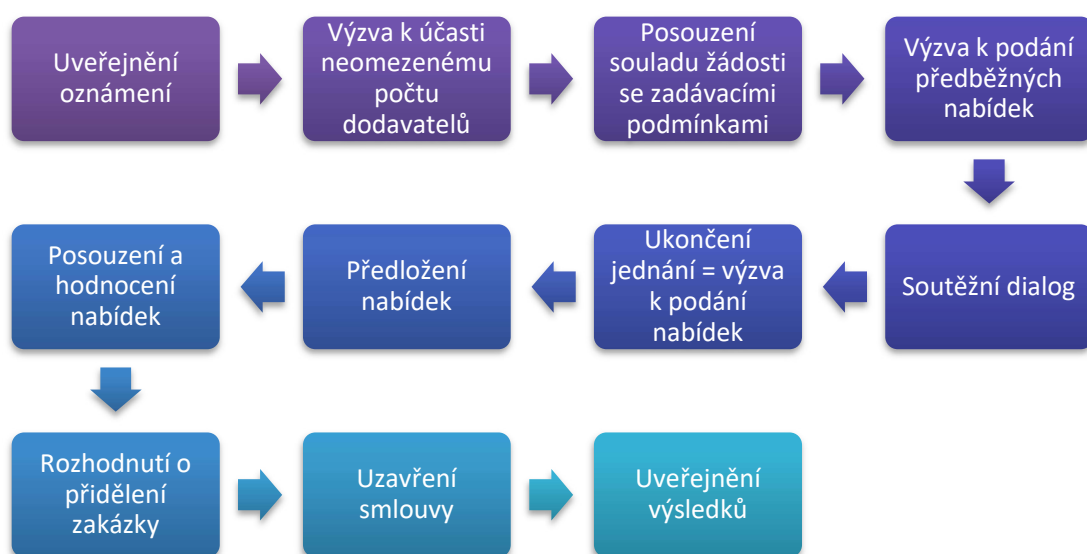 Uveřejnění
oznámení
Výzva k účasti
neomezenému
počtu
dodavatelů
Posouzení
souladu žádosti
se zadávacími
podmínkami
Výzva k podání
předběžných
nabídek
Soutěžní dialog
Ukončení
jednání = výzva
k podání
nabídek
Předložení
nabídek
Posouzení a
hodnocení
nabídek
Rozhodnutí o
přidělení
zakázky
Uzavření
smlouvy
Uveřejnění
výsledků